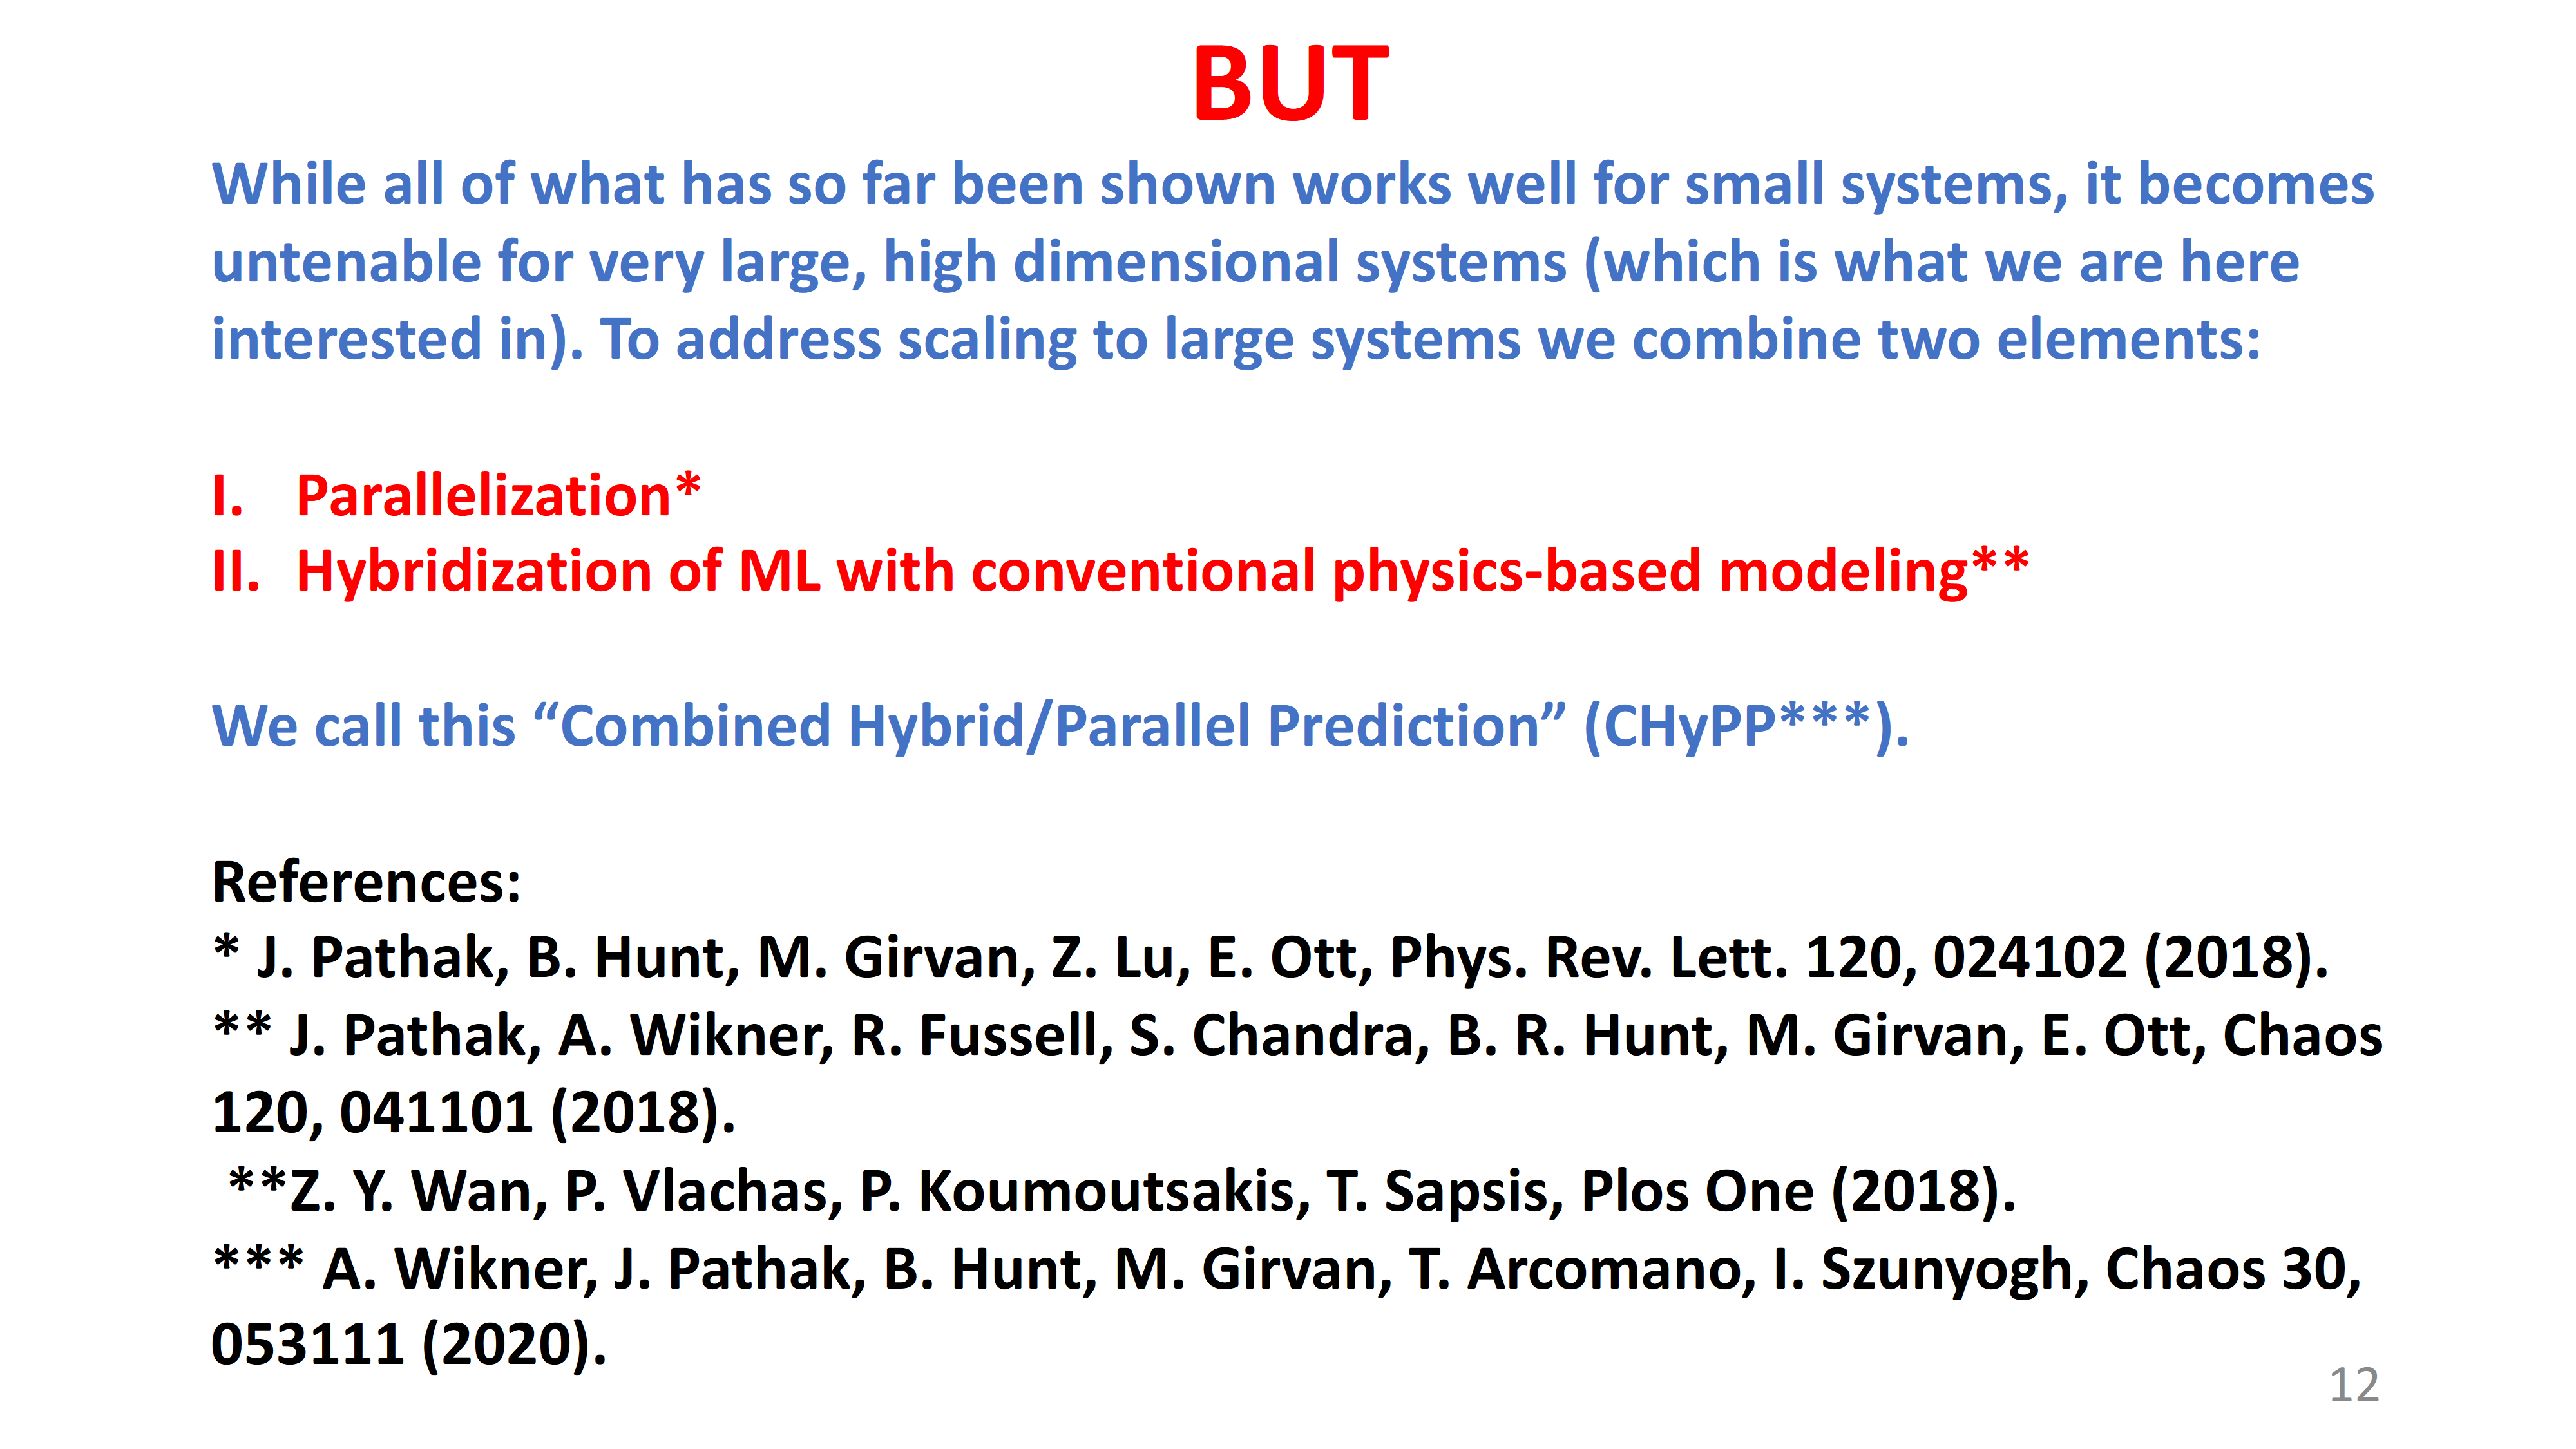 BUT
While all of what has so far been shown works well for small systems, it becomes
untenable for very large, high dimensional systems (which is what we are here
interested in). To address scaling to large systems we combine two elements:
I. Parallelization*
II. Hybridization of ML with conventional physics-based modeling**
We call this “Combined Hybrid/Parallel Prediction” (CHyPP***).
References:
* J. Pathak, B. Hunt, M. Girvan, Z. Lu, E. Ott, Phys. Rev. Lett. 120, 024102 (2018).
** J. Pathak, A. Wikner, R. Fussell, S. Chandra, B. R. Hunt, M. Girvan, E. Ott, Chaos
120, 041101 (2018).
**Z. Y. Wan, P. Vlachas, P. Koumoutsakis, T. Sapsis, Plos One (2018).
*** A. Wikner, J. Pathak, B. Hunt, M. Girvan, T. Arcomano, I. Szunyogh, Chaos 30,
053111 (2020).
12